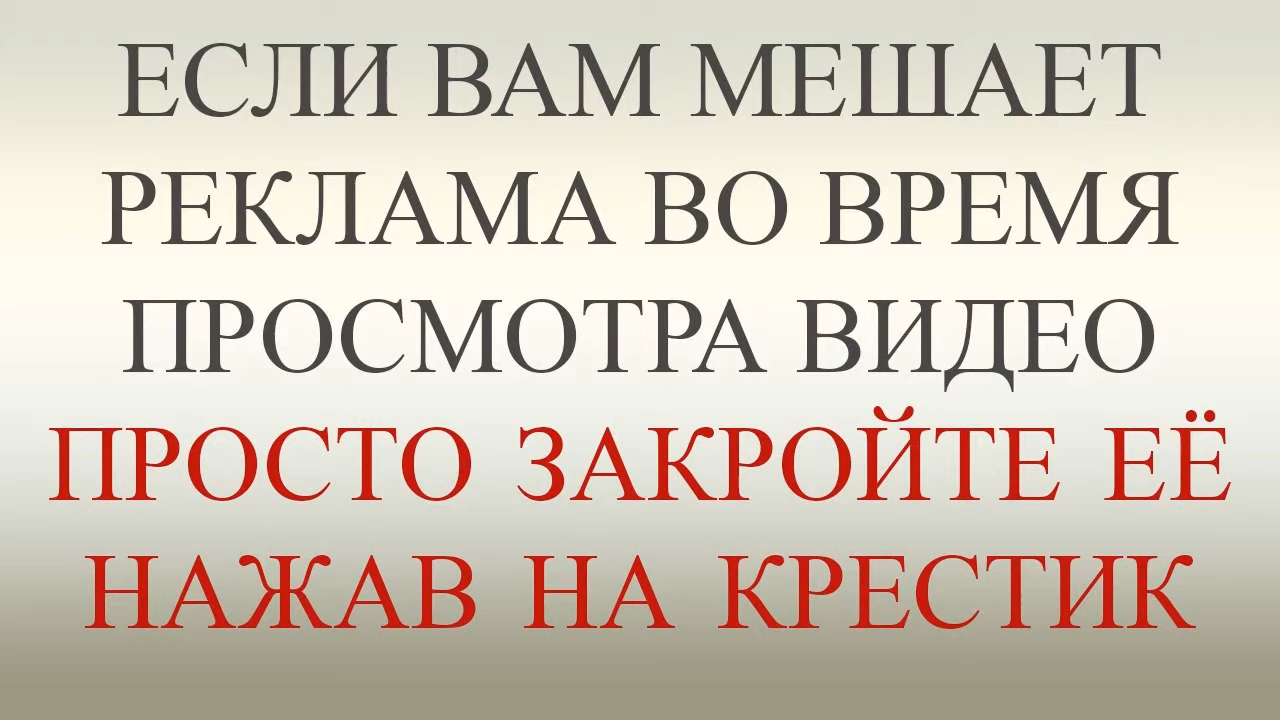 ЕСЛИ ВАМ МЕШАЕТ
РЕКЛАМА ВО ВРЕМЯ
ПРОСМОТРА ВИДЕО
ПРОСТО ЗАКРОЙТЕ ЕЁ
НАЖАВ НА КРЕСТИК